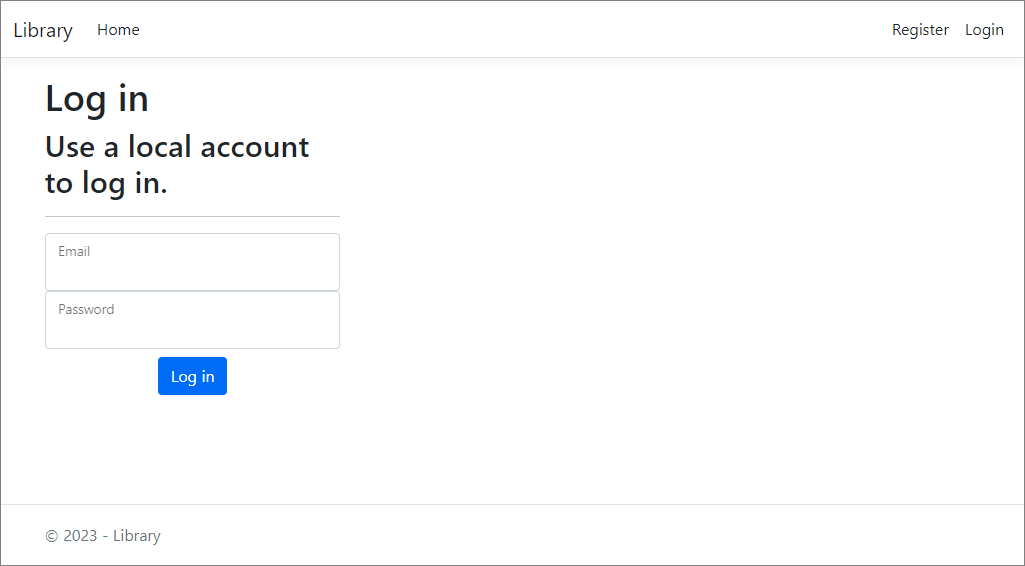 Library Home Register Login
Log in
Use a local account
to log in.
Email
Password
Log in
© 2023 - Library